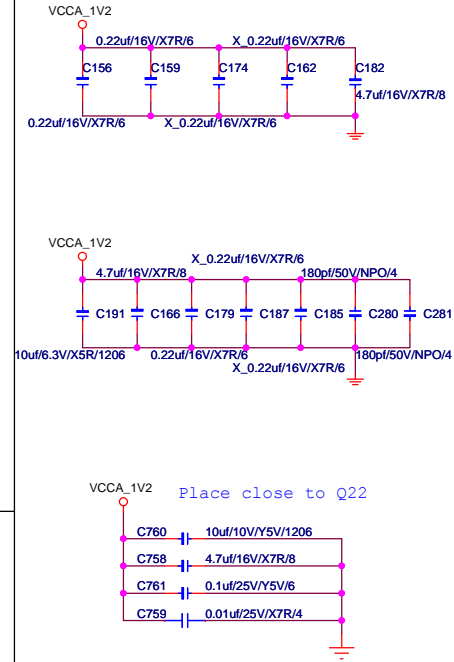 VCCA_1V2
0.22uf/16V/X7R/6 X_0.22uf/16V/X7R/6
C156 C159 C174 C162 C182
4.7uf/16V/X7R/8
0.22uf/16V/X7R/6 X_0.22uf/16V/X7R/6
VCCA_1V2
X_0.22uf/16V/X7R/6
4.7uf/16V/X7R/8 180pf/50V/NPO/4
C191 C166 C179 C187 C185 C280 C281
10uf/6.3V/X5R/1206 0.22uf/16V/X7R/6 180pf/50V/NPO/4
X_0.22uf/16V/X7R/6
VCCA_1V2 Place close to Q22
C760 10uf/10V/Y5V/1206
C758 4.7uf/16V/X7R/8
C761 0.1uf/25V/Y5V/6
C759 0.01uf/25V/X7R/4